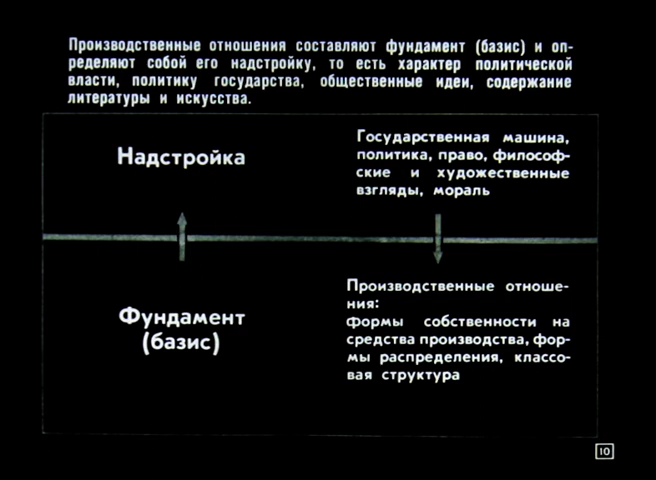 Производственные отношения составляют фундамент (базис) и оп-
ределяют собой его надстройку, то есть характер политической
власти, политику государства, общественные идеи, содержание
литературы и искусства.
Надстройка
Государственная машина,
политика, право, философ-
ские и художественные
взгляды, мораль
Фундамент
(базис)
Производственные отноше-
ния:
формы собственности на
средства производства, фор-
мы распределения, классо-
вая структура
10